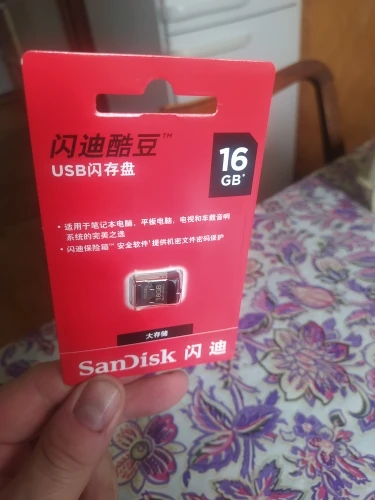 闪迪酷豆™
USB闪存盘
16
GB*
• 适用于笔记本电脑、平板电脑、电视和车载音响
系统的完美之选
• 闪迪保险箱™ 安全软件¹提供机密文件密码保护
16GB
大存储
SanDisk 闪迪